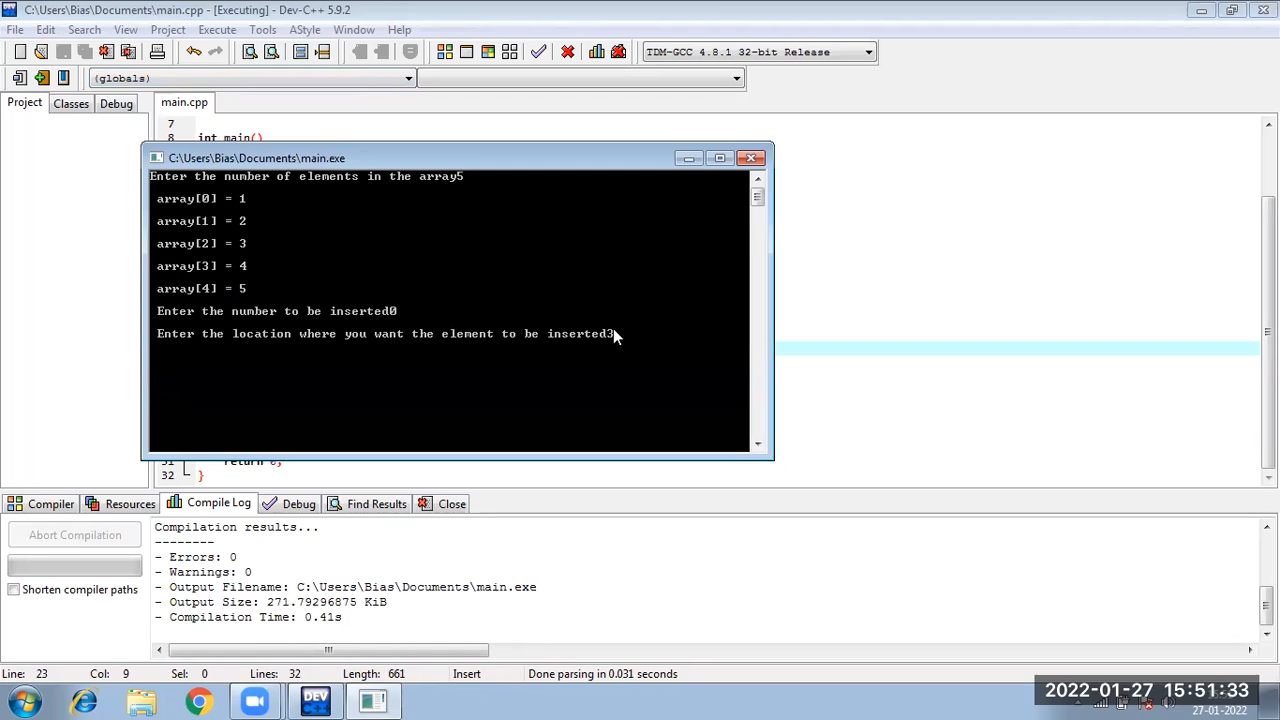 C:\Users\Bias\Documents\main.cpp - [Executing] - Dev-C++ 5.9.2
File Edit Search View Project Execute Tools AStyle Window Help
TDM-GCC 4.8.1 32-bit Release
(globals)
Project Classes Debug main.cpp
7
8 int main()
C:\Users\Bias\Documents\main.exe
Enter the number of elements in the array5
array[0] = 1
array[1] = 2
array[2] = 3
array[3] = 4
array[4] = 5
Enter the number to be inserted0
Enter the location where you want the element to be inserted3
31 return 0;
32 }
Compiler Resources Compile Log Debug Find Results Close
Abort Compilation
Shorten compiler paths
Compilation results...
--------
- Errors: 0
- Warnings: 0
- Output Filename: C:\Users\Bias\Documents\main.exe
- Output Size: 271.79296875 KiB
- Compilation Time: 0.41s
Line: 23 Col: 9 Sel: 0 Lines: 32 Length: 661 Insert Done parsing in 0.031 seconds
DEV
2022-01-27 15:51:33
27-01-2022